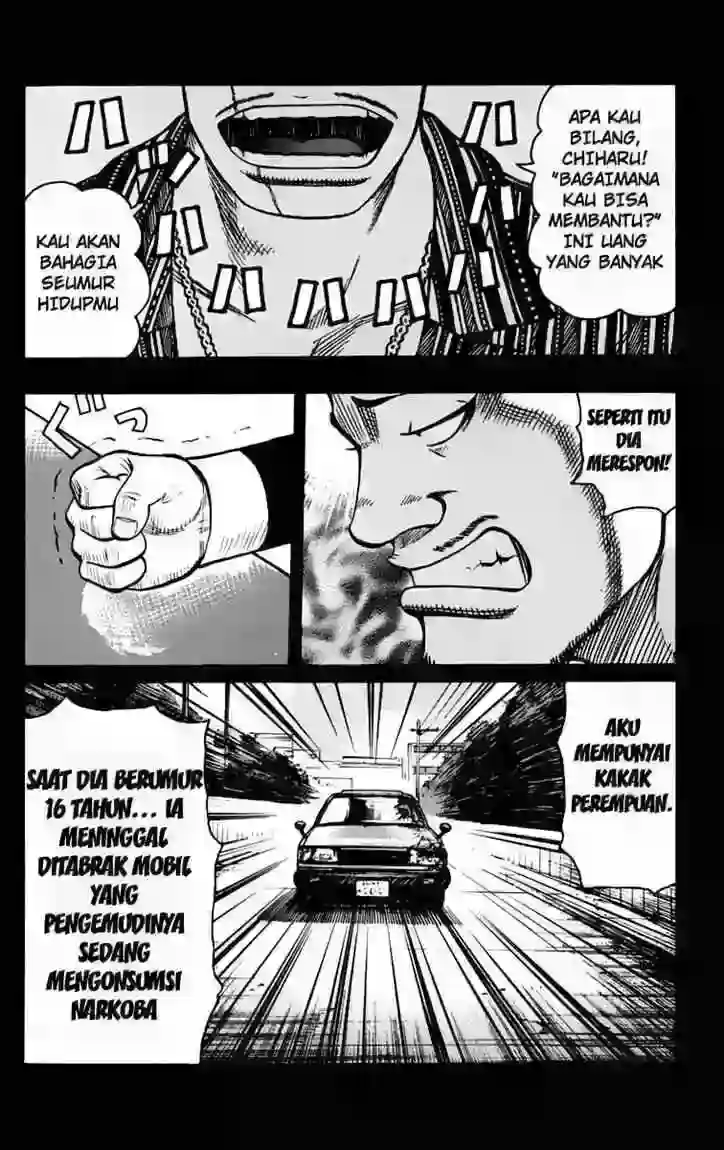 APA KAU
BILANG,
CHIHARU!
"BAGAIMANA
KAU BISA
MEMBANTU?"
INI UANG
YANG BANYAK
KAU AKAN
BAHAGIA
SEUMUR
HIDUPMU
SEPERTI ITU
DIA
MERESPON!
AKU
MEMPUNYAI
KAKAK
PEREMPUAN.
SAAT DIA BERUMUR
16 TAHUN... IA
MENINGGAL
DITABRAK MOBIL
YANG
PENGEMUDINYA
SEDANG
MENGONSUMSI
NARKOBA